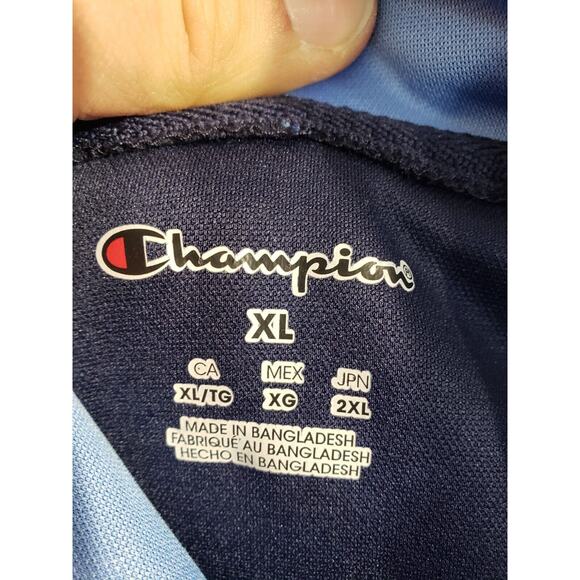 Champion®
XL
CA MEX JPN
XL/TG XG 2XL
MADE IN BANGLADESH
FABRIQUÉ AU BANGLADESH
HECHO EN BANGLADESH